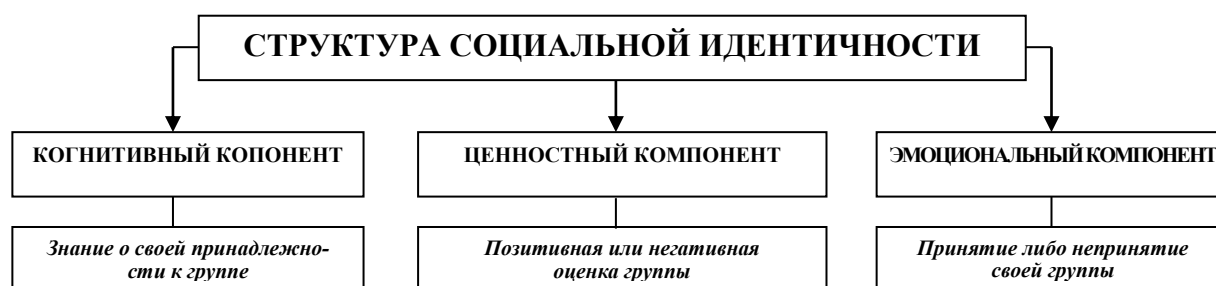 СТРУКТУРА СОЦИАЛЬНОЙ ИДЕНТИЧНОСТИ
КОГНИТИВНЫЙ КОПОНЕНТ
ЦЕННОСТНЫЙ КОМПОНЕНТ
ЭМОЦИОНАЛЬНЫЙ КОМПОНЕНТ
Знание о своей принадлежно-
сти к группе
Позитивная или негативная
оценка группы
Принятие либо непринятие
своей группы